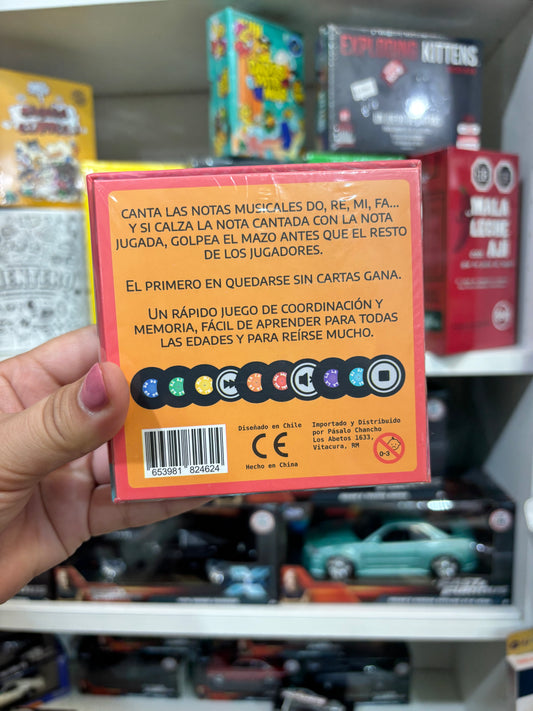 EXPLODING KITTENS
MALA
LECHE
AJÍ
CANTA LAS NOTAS MUSICALES DO, RE, MI, FA...
Y SI CALZA LA NOTA CANTADA CON LA NOTA
JUGADA, GOLPEA EL MAZO ANTES QUE EL RESTO
DE LOS JUGADORES.
EL PRIMERO EN QUEDARSE SIN CARTAS GANA.
UN RÁPIDO JUEGO DE COORDINACIÓN Y
MEMORIA, FÁCIL DE APRENDER PARA TODAS
LAS EDADES Y PARA REÍRSE MUCHO.
653981 824624
Diseñado en Chile
CE
Hecho en China
Importado y Distribuido
por Pásalo Chancho
Los Abetos 1633,
Vitacura, RM
0-3